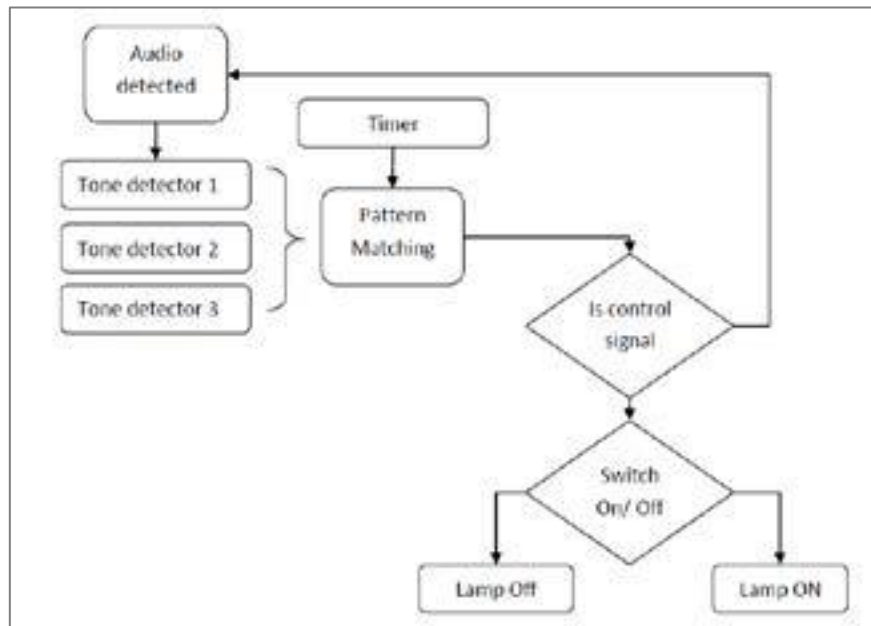 Audio
detected
Timer
Tone detector 1
Tone detector 2
Tone detector 3
Pattern
Matching
Is control
signal
Switch
On/ Off
Lamp Off
Lamp ON